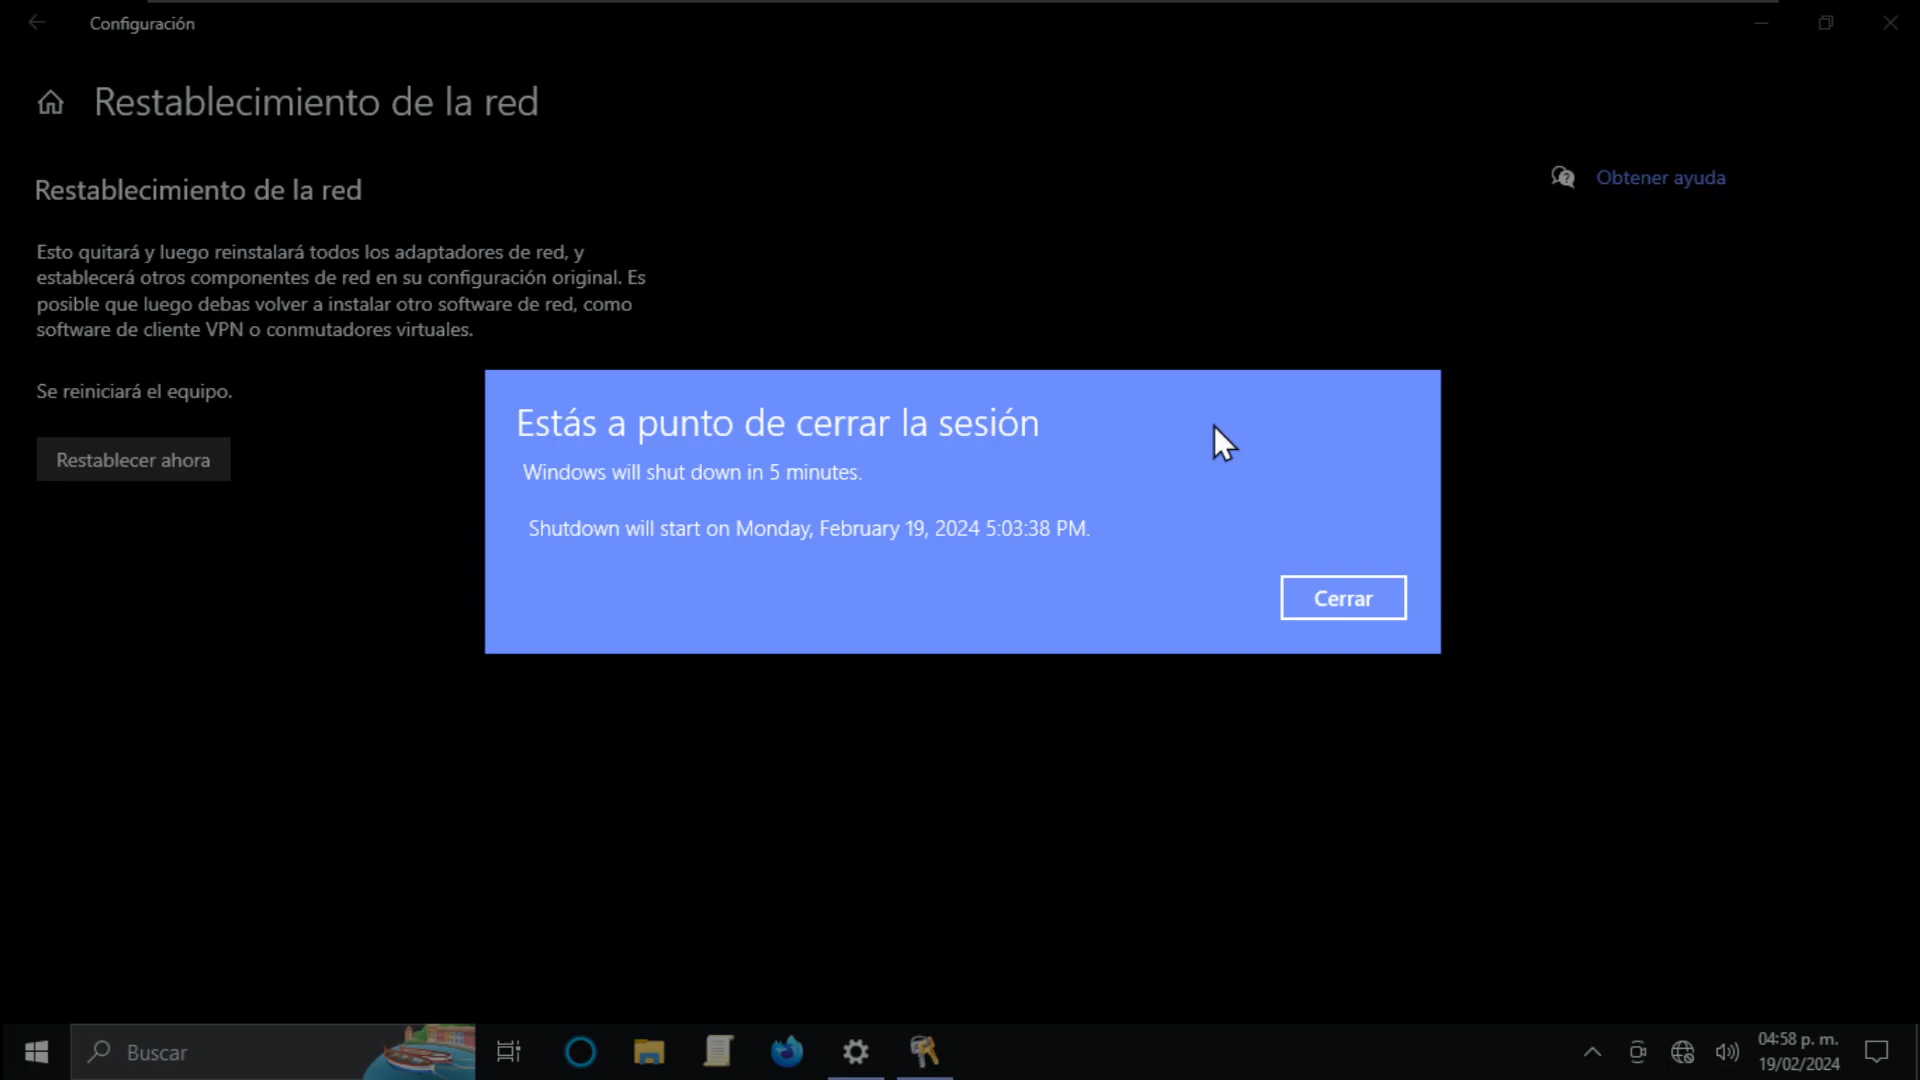 Configuración
Restablecimiento de la red
Restablecimiento de la red
Obtener ayuda
Esto quitará y luego reinstalará todos los adaptadores de red, y
establecerá otros componentes de red en su configuración original. Es
posible que luego debas volver a instalar otro software de red, como
software de cliente VPN o conmutadores virtuales.
Se reiniciará el equipo.
Restablecer ahora
Estás a punto de cerrar la sesión
Windows will shut down in 5 minutes.
Shutdown will start on Monday, February 19, 2024 5:03:38 PM.
Cerrar
Buscar
04:58 p. m.
19/02/2024